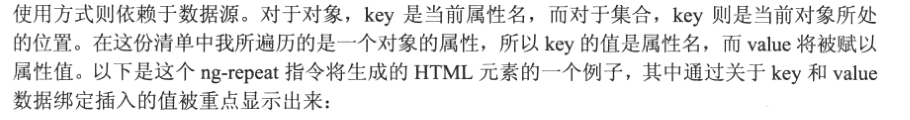 使用方式则依赖于数据源。对于对象，key 是当前属性名，而对于集合，key 则是当前对象所处
的位置。在这份清单中我所遍历的是一个对象的属性，所以 key 的值是属性名，而 value 将被赋以
属性值。以下是这个 ng-repeat 指令将生成的 HTML 元素的一个例子，其中通过关于 key 和 value
数据绑定插入的值被重点显示出来：